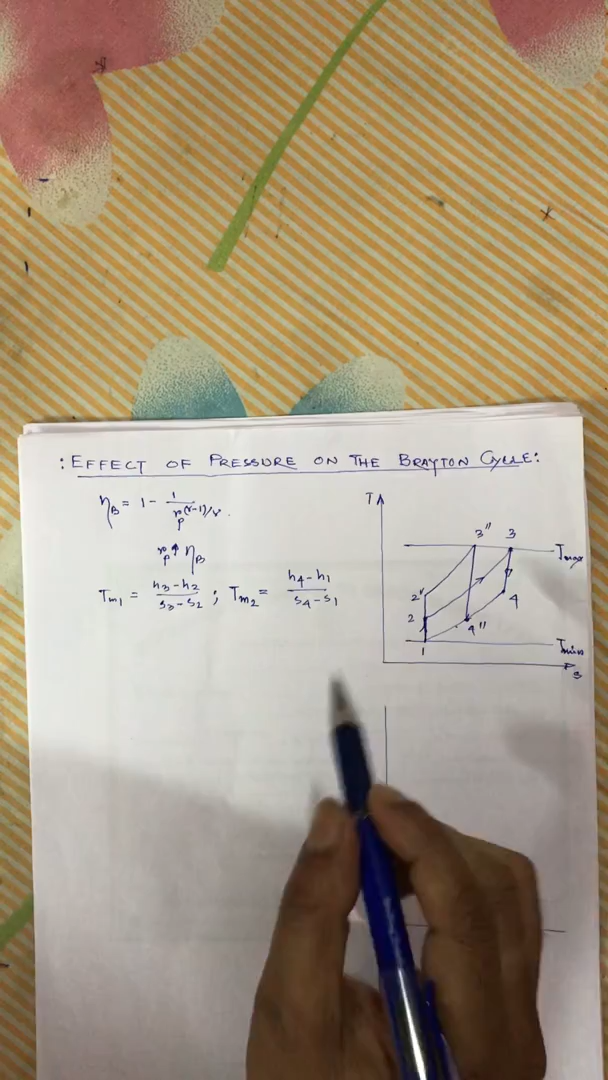 : EFFECT OF PRESSURE ON THE BRAYTON CYCLE:
ηB = 1 - 1/rp^(γ-1)/γ.
rp↑ ηB
Tm1 = h3-h2/s3-s2 ; Tm2 = h4-h1/s4-s1
T
3" 3
Tmax
2"
4
2
4"
Tmin
1
s